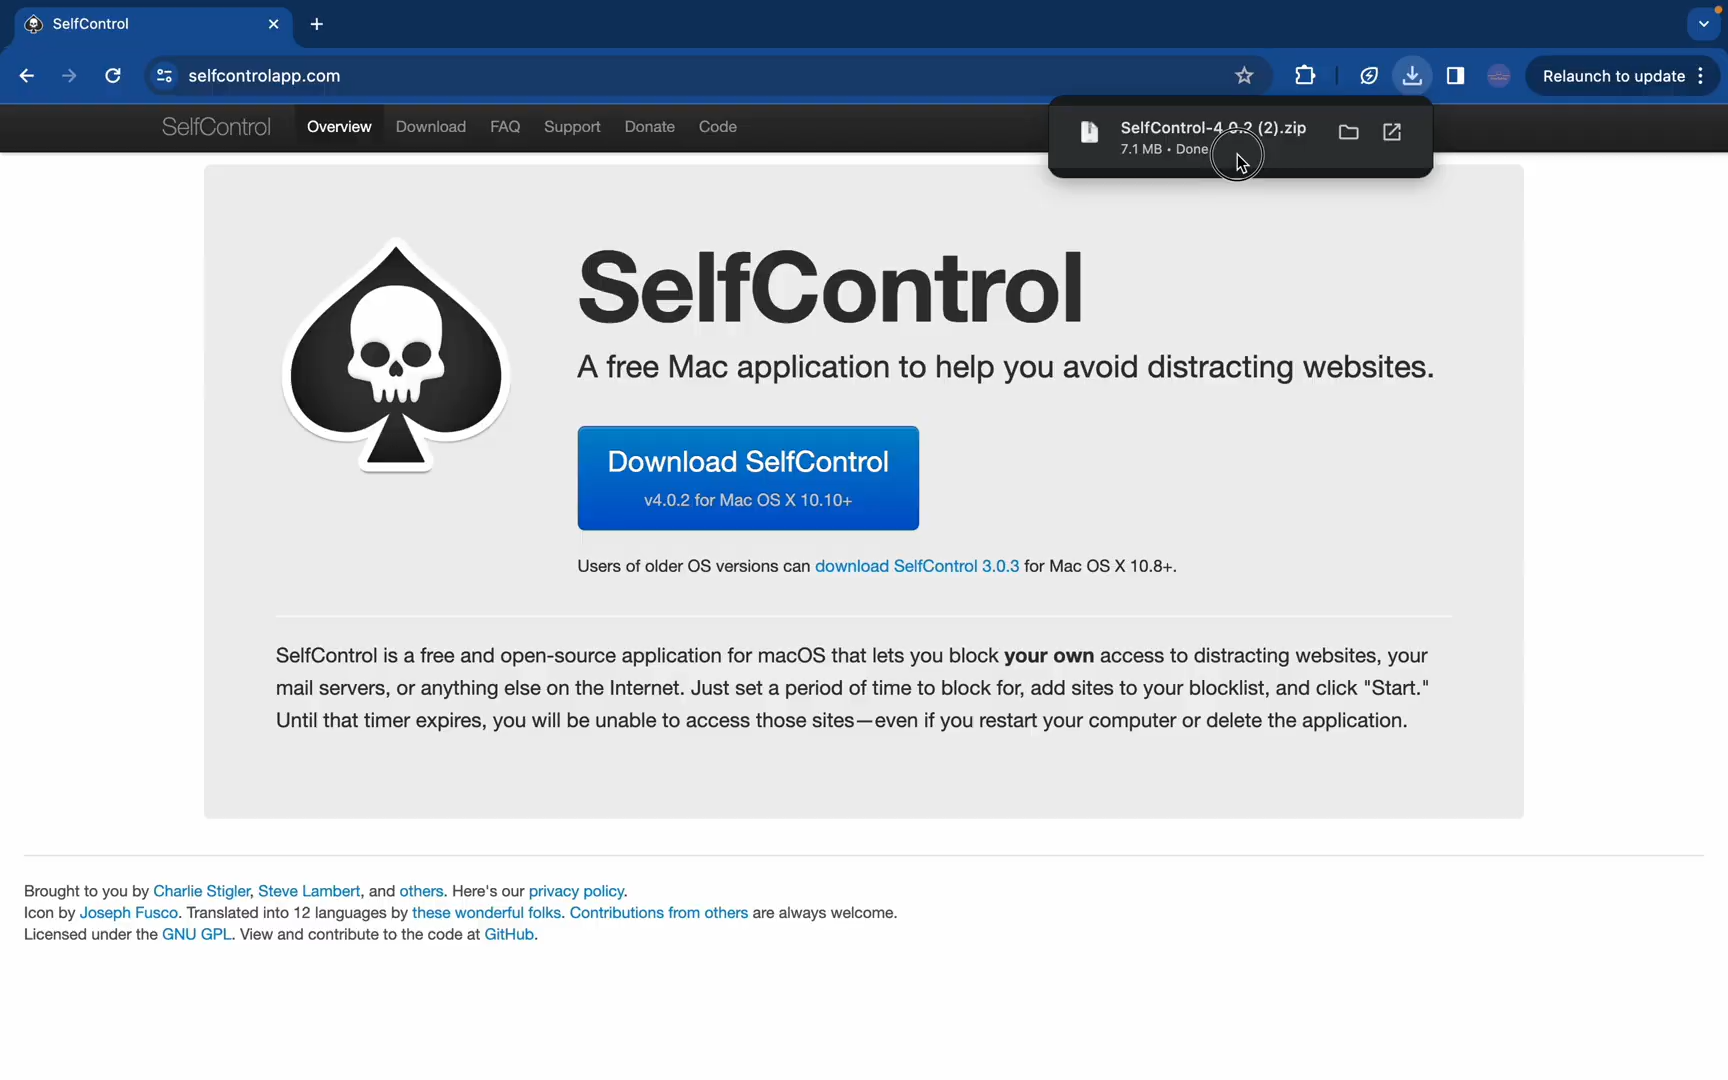 SelfControl
selfcontrolapp.com
Relaunch to update
SelfControl
Overview
Download
FAQ
Support
Donate
Code
SelfControl-4.0.2 (2).zip
7.1 MB • Done
SelfControl
A free Mac application to help you avoid distracting websites.
Download SelfControl
v4.0.2 for Mac OS X 10.10+
Users of older OS versions can download SelfControl 3.0.3 for Mac OS X 10.8+.
SelfControl is a free and open-source application for macOS that lets you block your own access to distracting websites, your
mail servers, or anything else on the Internet. Just set a period of time to block for, add sites to your blocklist, and click "Start."
Until that timer expires, you will be unable to access those sites—even if you restart your computer or delete the application.
Brought to you by Charlie Stigler, Steve Lambert, and others. Here's our privacy policy.
Icon by Joseph Fusco. Translated into 12 languages by these wonderful folks. Contributions from others are always welcome.
Licensed under the GNU GPL. View and contribute to the code at GitHub.